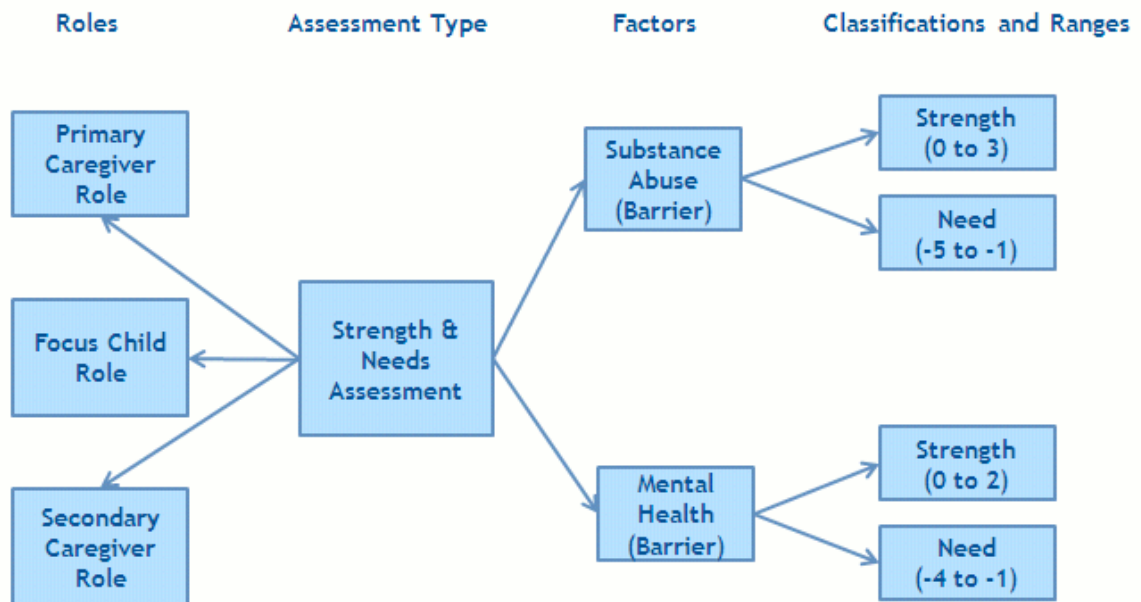 Roles
Assessment Type
Factors
Classifications and Ranges
Primary
Caregiver
Role
Focus Child
Role
Secondary
Caregiver
Role
Strength &
Needs
Assessment
Substance
Abuse
(Barrier)
Mental
Health
(Barrier)
Strength
(0 to 3)
Need
(-5 to -1)
Strength
(0 to 2)
Need
(-4 to -1)